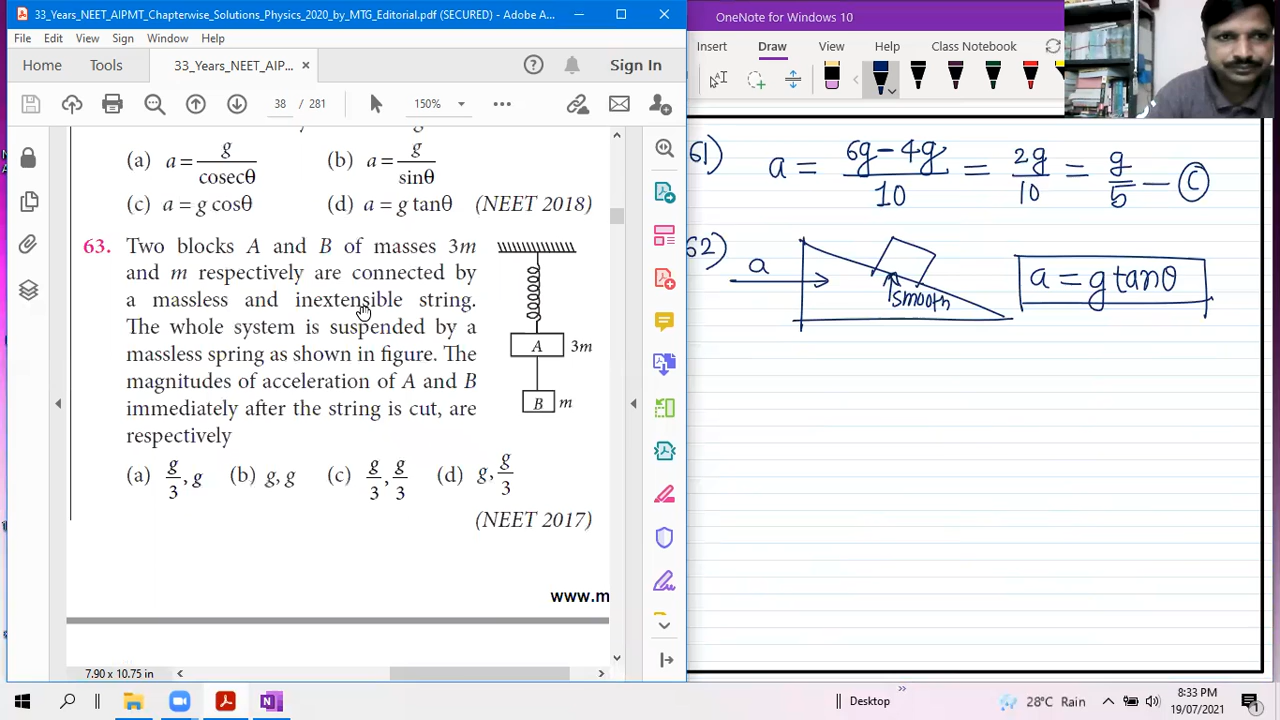 33_Years_NEET_AIPMT_Chapterwise_Solutions_Physics_2020_by_MTG_Editorial.pdf (SECURED) - Adobe A...
File Edit View Sign Window Help
Home Tools 33_Years_NEET_AIP... × Sign In
38 / 281 150%
(a) a = g/cosecθ (b) a = g/sinθ
(c) a = g cosθ (d) a = g tanθ (NEET 2018)
63. Two blocks A and B of masses 3m
and m respectively are connected by
a massless and inextensible string.
The whole system is suspended by a
massless spring as shown in figure. The
magnitudes of acceleration of A and B
immediately after the string is cut, are
respectively
A 3m
B m
(a) g/3, g (b) g, g (c) g/3, g/3 (d) g, g/3
(NEET 2017)
www.m
7.90 x 10.75 in
OneNote for Windows 10
Insert Draw View Help Class Notebook
61) a = 6g-4g/10 = 2g/10 = g/5 - C
62) a smooth a = g tanθ
Desktop
28°C Rain
8:33 PM
19/07/2021